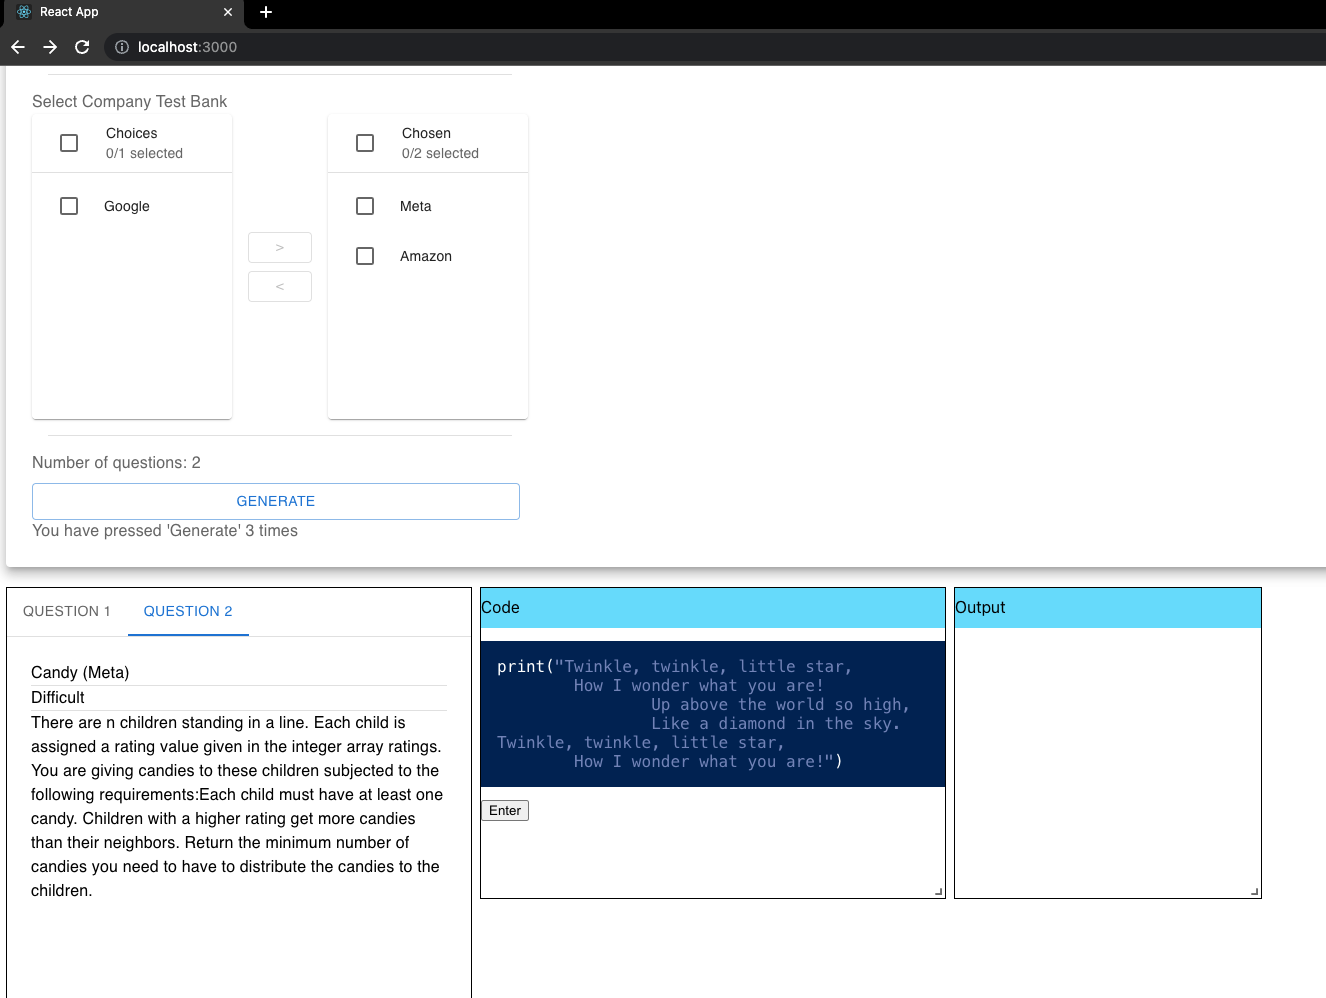 React App
localhost:3000
Select Company Test Bank
Choices
0/1 selected
Google
>
<
Chosen
0/2 selected
Meta
Amazon
Number of questions: 2
GENERATE
You have pressed 'Generate' 3 times
QUESTION 1 QUESTION 2
Candy (Meta)
Difficult
There are n children standing in a line. Each child is
assigned a rating value given in the integer array ratings.
You are giving candies to these children subjected to the
following requirements:Each child must have at least one
candy. Children with a higher rating get more candies
than their neighbors. Return the minimum number of
candies you need to have to distribute the candies to the
children.
Code
print("Twinkle, twinkle, little star,
How I wonder what you are!
Up above the world so high,
Like a diamond in the sky.
Twinkle, twinkle, little star,
How I wonder what you are!")
Enter
Output